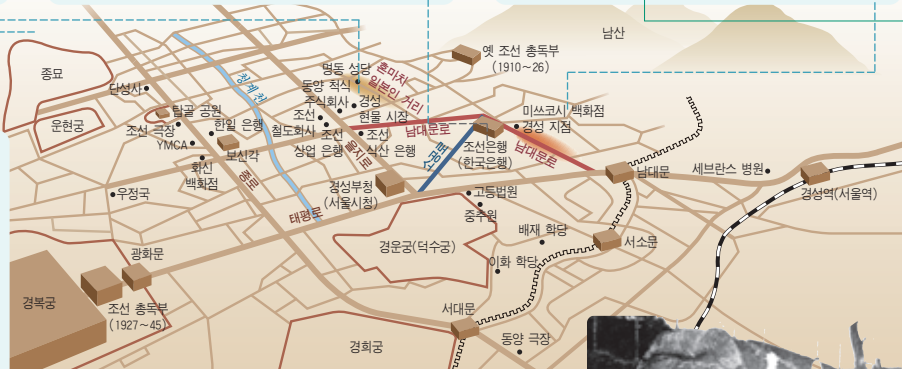 남산
옛 조선 총독부
(1910~26)
종묘
단성사
청계천
명동 성당
혼마치
일본인 거리
동양 척식
주식회사
경성
현물 시장
운현궁
탑골 공원
조선 극장
한일 은행
YMCA
보신각
화신
백화점
종로
조선
철도회사
조선
상업 은행
조선
식산 은행
을지로
남대문로
소공로
미쓰코시 백화점
경성 지점
조선은행
(한국은행)
남대문로
남대문
세브란스 병원
경성역(서울역)
우정국
경성부청
(서울시청)
고등법원
중추원
태평로
배재 학당
서소문
경운궁(덕수궁)
이화 학당
광화문
경복궁
조선 총독부
(1927~45)
서대문
경희궁
동양 극장